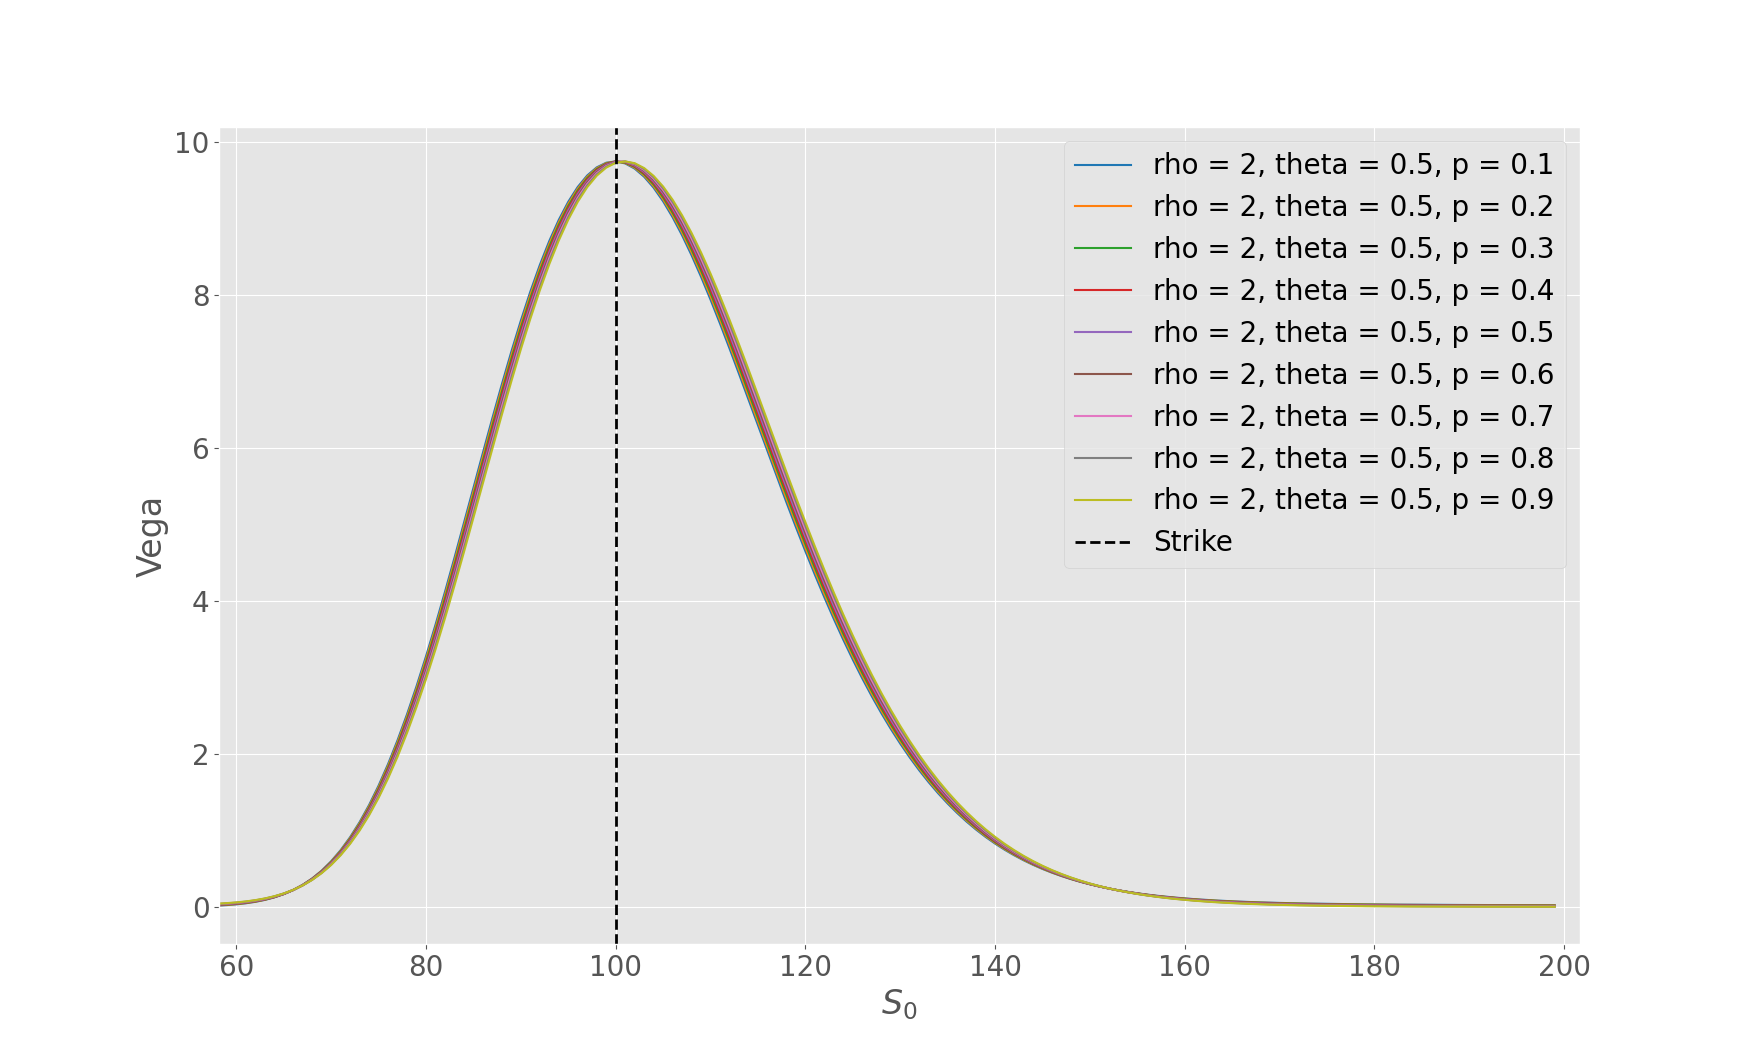 10
8
6
4
2
0
Vega
60 80 100 120 140 160 180 200
S₀
rho = 2, theta = 0.5, p = 0.1
rho = 2, theta = 0.5, p = 0.2
rho = 2, theta = 0.5, p = 0.3
rho = 2, theta = 0.5, p = 0.4
rho = 2, theta = 0.5, p = 0.5
rho = 2, theta = 0.5, p = 0.6
rho = 2, theta = 0.5, p = 0.7
rho = 2, theta = 0.5, p = 0.8
rho = 2, theta = 0.5, p = 0.9
Strike